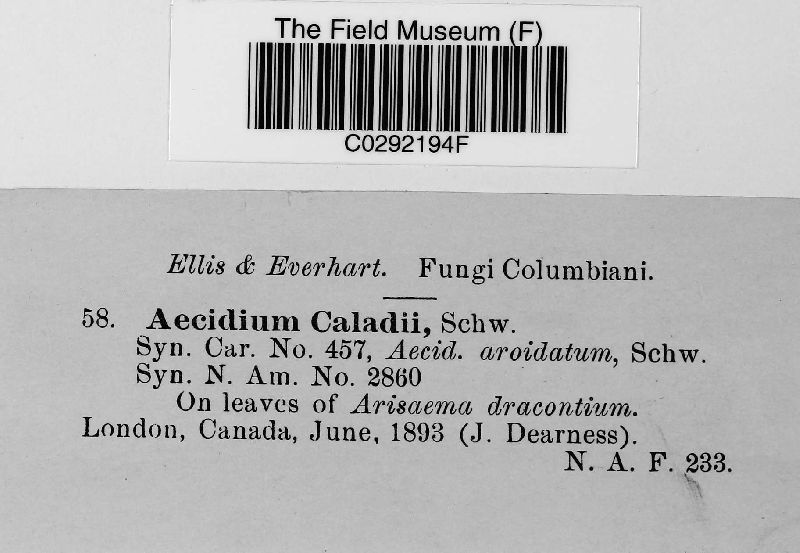 The Field Museum (F)
C0292194F
Ellis & Everhart. Fungi Columbiani.
58. Aecidium Caladii, Schw.
Syn. Car. No. 457, Aecid. aroidatum, Schw.
Syn. N. Am. No. 2860
On leaves of Arisaema dracontium.
London, Canada, June, 1893 (J. Dearness).
N. A. F. 233.